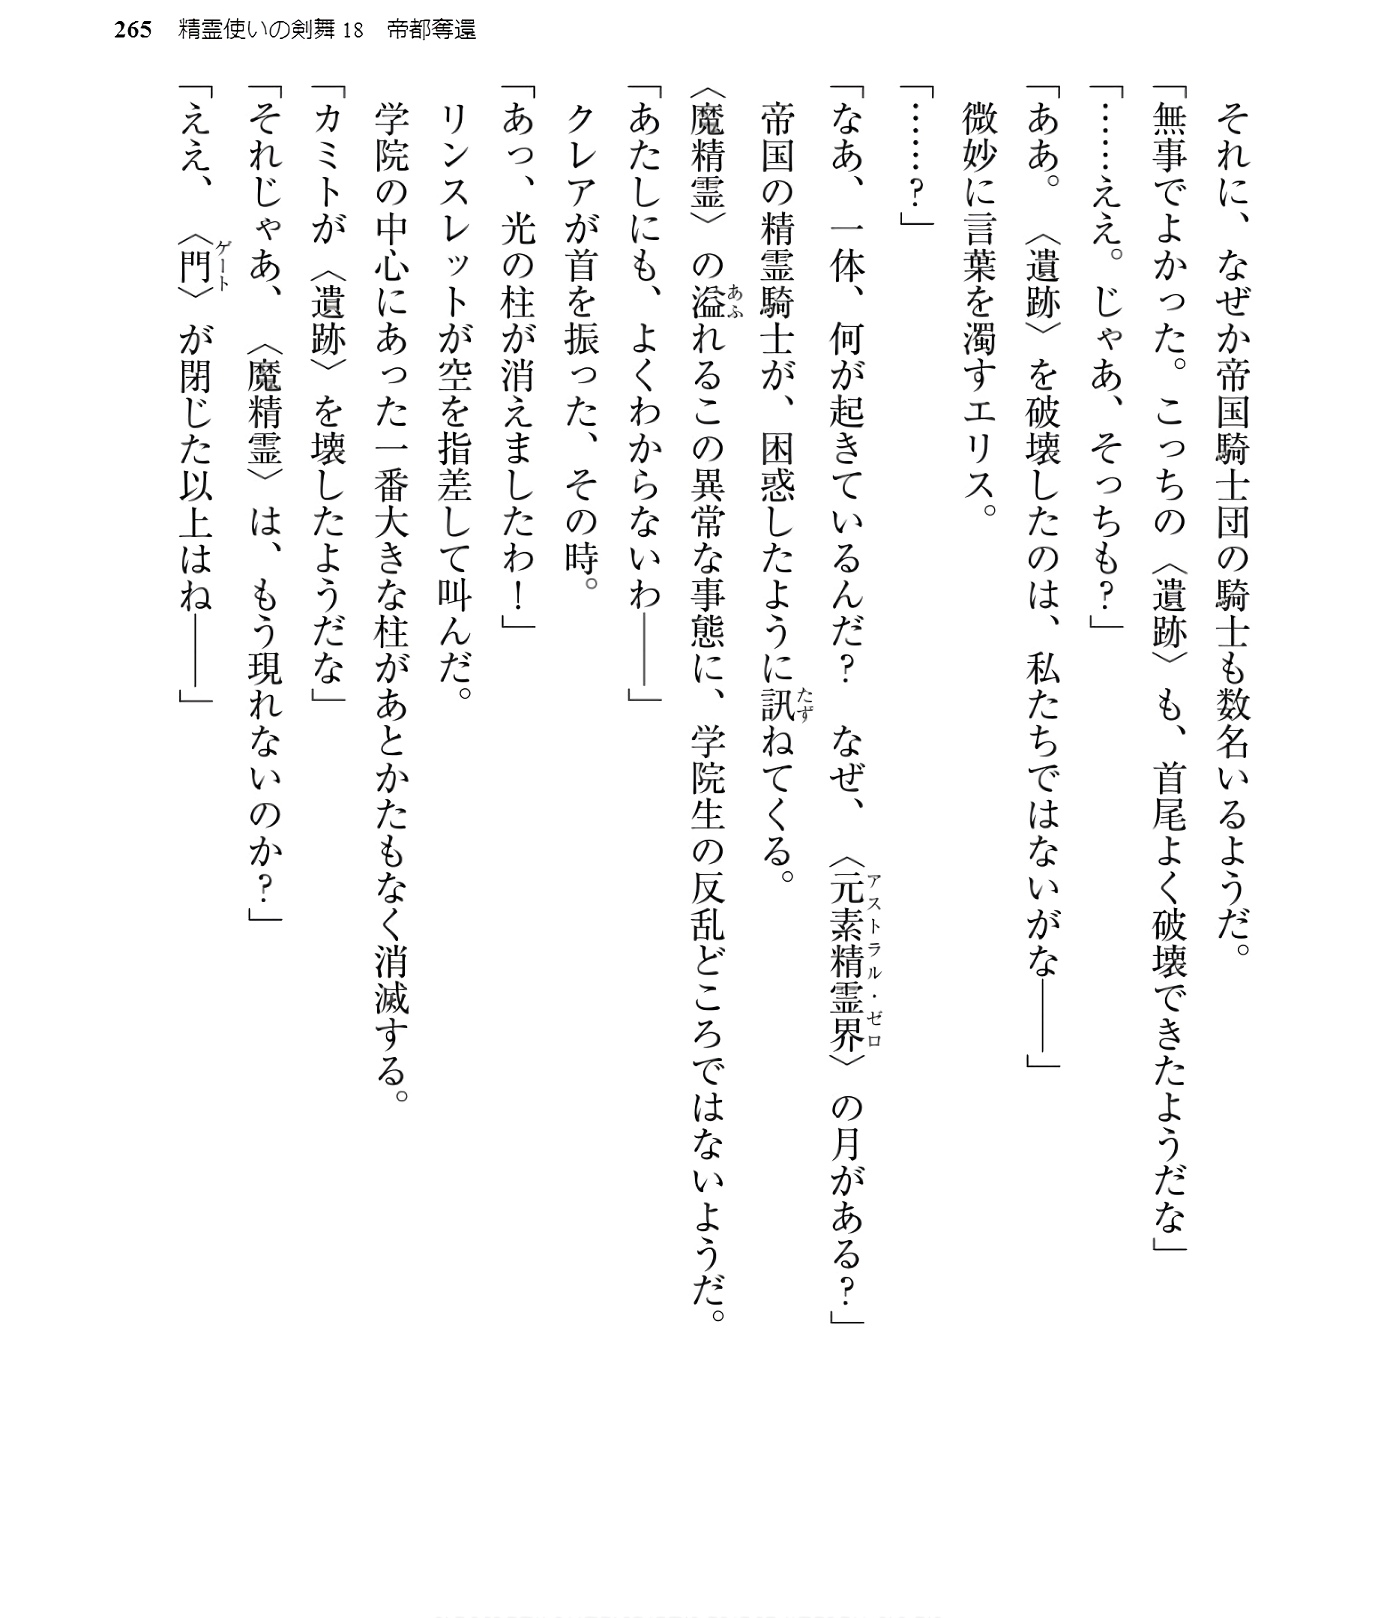 265 精霊使いの剣舞18 帝都奪還
　それに、なぜか帝国騎士団の騎士も数名いるようだ。
「無事でよかった。こっちの〈遺跡〉も、首尾よく破壊できたようだな」
「……ええ。じゃあ、そっちも？」
「ああ。〈遺跡〉を破壊したのは、私たちではないがな――」
　微妙に言葉を濁すエリス。
「……？」
「なあ、一体、何が起きているんだ？　なぜ、〈元素精霊界〉の月がある？」
アストラル・ゼロ
　帝国の精霊騎士が、困惑したように訊ねてくる。
たず
〈魔精霊〉の溢れるこの異常な事態に、学院生の反乱どころではないようだ。
あふ
「あたしにも、よくわからないわ――」
　クレアが首を振った、その時。
「あっ、光の柱が消えましたわ！」
　リンスレットが空を指差して叫んだ。
　学院の中心にあった一番大きな柱があとかたもなく消滅する。
「カミトが〈遺跡〉を壊したようだな」
「それじゃあ、〈魔精霊〉は、もう現れないのか？」
「ええ、〈門〉が閉じた以上はね――」
ゲート